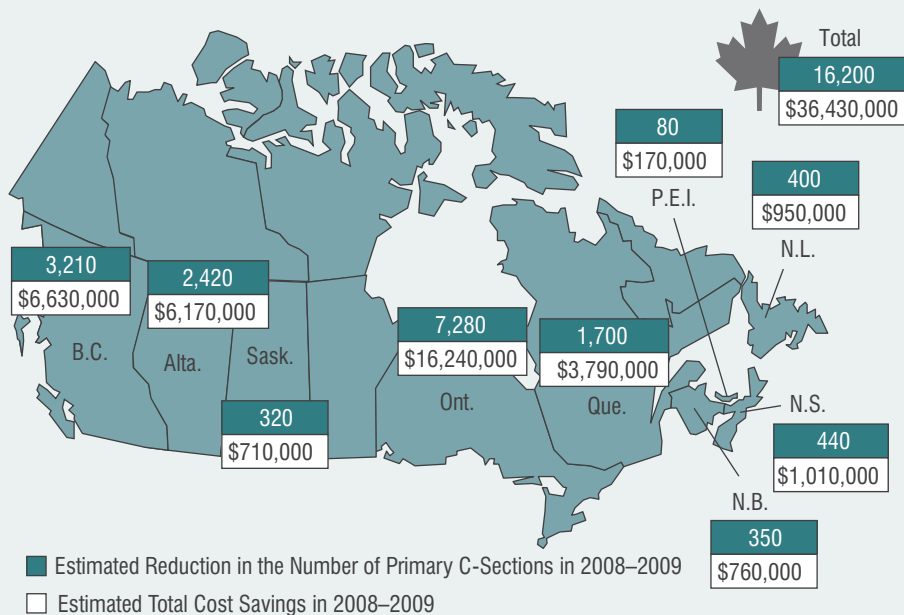 Total
16,200
$36,430,000
80
$170,000
P.E.I.
400
$950,000
N.L.
3,210
$6,630,000
B.C.
2,420
$6,170,000
Alta.
Sask.
320
$710,000
7,280
$16,240,000
Ont.
1,700
$3,790,000
Que.
N.S.
440
$1,010,000
N.B.
350
$760,000
Estimated Reduction in the Number of Primary C-Sections in 2008–2009
Estimated Total Cost Savings in 2008–2009